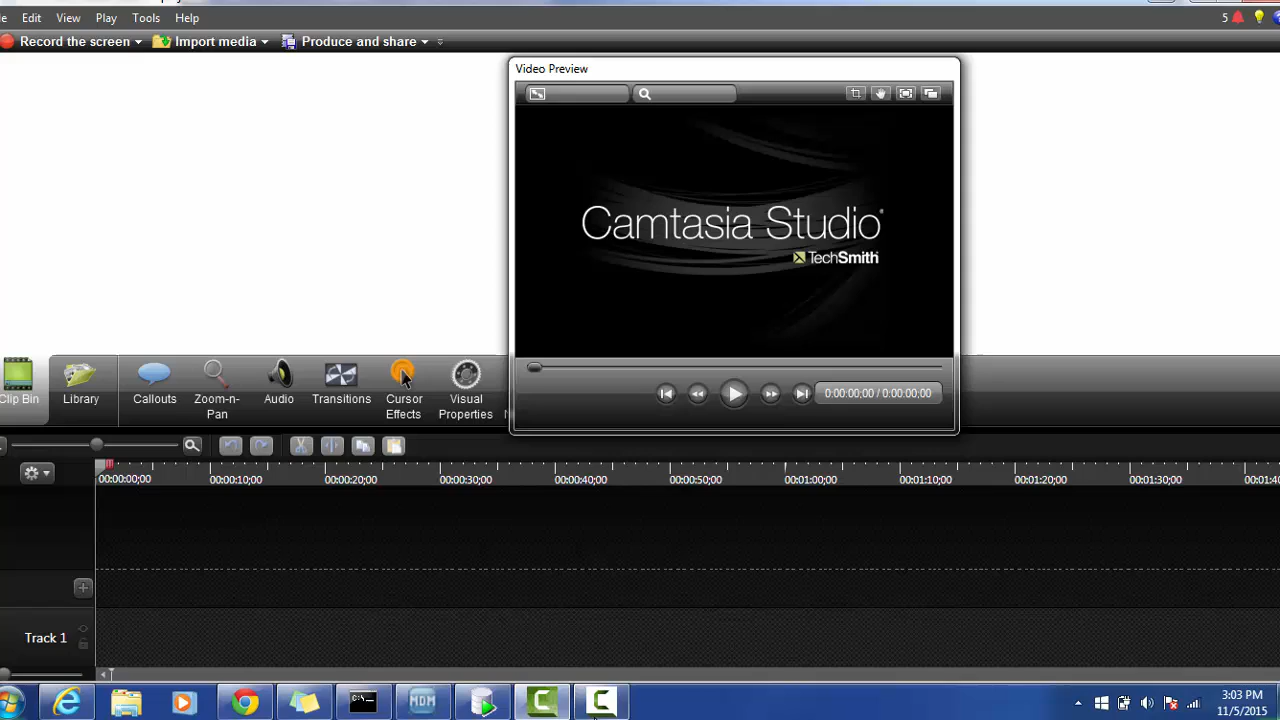 Edit View Play Tools Help 5
Record the screen Import media Produce and share
Video Preview
Camtasia Studio
TechSmith
0:00:00;00 / 0:00:00;00
Clip Bin Library Callouts Zoom-n-Pan Audio Transitions Cursor Effects Visual Properties
00:00:00;00 00:00:10;00 00:00:20;00 00:00:30;00 00:00:40;00 00:00:50;00 00:01:00;00 00:01:10;00 00:01:20;00 00:01:30;00
Track 1
C:\_ MDM
3:03 PM
11/5/2015